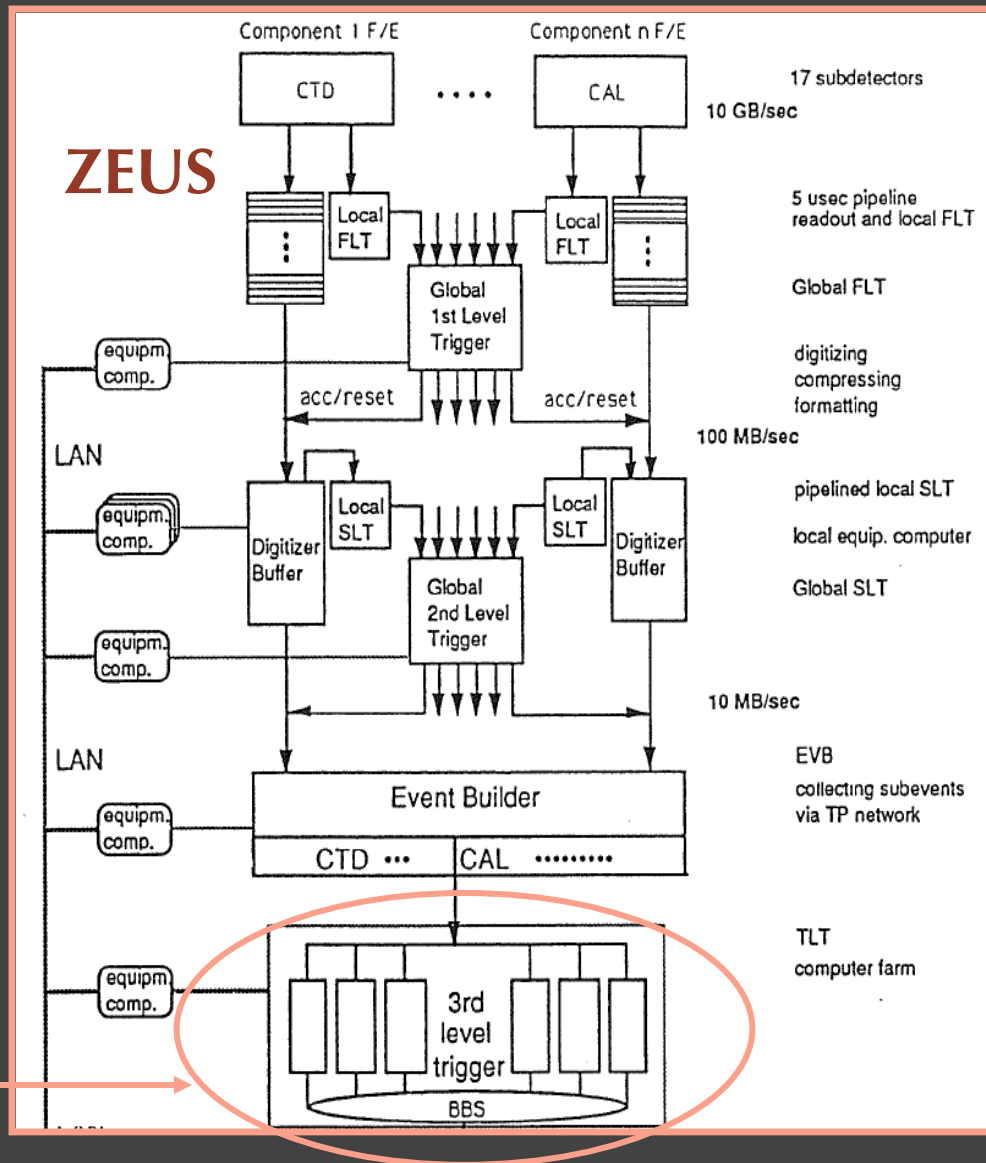 Component 1 F/E
Component n F/E
CTD
CAL
17 subdetectors
10 GB/sec
ZEUS
Local
FLT
Local
FLT
5 usec pipeline
readout and local FLT
Global
1st Level
Trigger
Global FLT
equipm.
comp.
digitizing
compressing
formatting
acc/reset
acc/reset
100 MB/sec
LAN
equipm.
comp.
Digitizer
Buffer
Local
SLT
Local
SLT
Digitizer
Buffer
pipelined local SLT
local equip. computer
Global
2nd Level
Trigger
Global SLT
equipm.
comp.
10 MB/sec
LAN
Event Builder
EVB
collecting subevents
via TP network
equipm.
comp.
CTD ••• CAL •••••••••
TLT
computer farm
equipm.
comp.
3rd
level
trigger
BBS